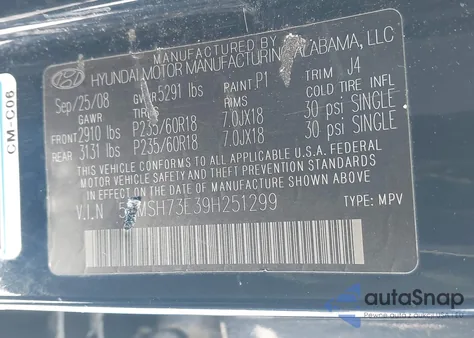 MANUFACTURED BY
HYUNDAI MOTOR MANUFACTURING ALABAMA, LLC
Sep/25/08 GWR 5291 lbs PAINT P1 TRIM J4
GAWR TIRE RIMS COLD TIRE INFL
FRONT 2910 lbs P235/60R18 7.0JX18 30 psi SINGLE
REAR 3131 lbs P235/60R18 7.0JX18 30 psi SINGLE
THIS VEHICLE CONFORMS TO ALL APPLICABLE U.S.A. FEDERAL
MOTOR VEHICLE SAFETY AND THEFT PREVENTION STANDARDS
IN EFFECT ON THE DATE OF MANUFACTURE SHOWN ABOVE.
V.I.N MSH73E39H251299
TYPE: MPV
CM-C06
autoSnap